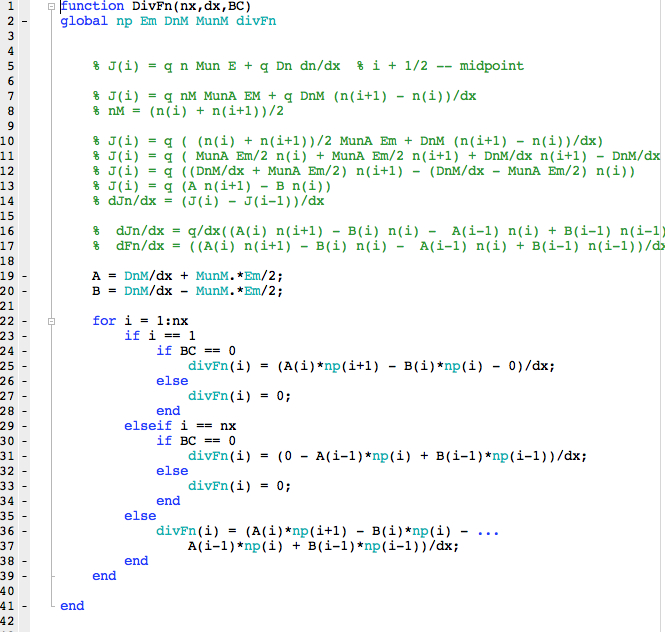 1 function DivFn(nx,dx,BC)
2 - global np Em DnM MunM divFn
3
4
5 % J(i) = q n Mun E + q Dn dn/dx % i + 1/2 -- midpoint
6
7 % J(i) = q nM MunA EM + q DnM (n(i+1) - n(i))/dx
8 % nM = (n(i) + n(i+1))/2
9
10 % J(i) = q ( (n(i) + n(i+1))/2 MunA Em + DnM (n(i+1) - n(i))/dx)
11 % J(i) = q ( MunA Em/2 n(i) + MunA Em/2 n(i+1) + DnM/dx n(i+1) - DnM/dx
12 % J(i) = q ((DnM/dx + MunA Em/2) n(i+1) - (DnM/dx - MunA Em/2) n(i))
13 % J(i) = q (A n(i+1) - B n(i))
14 % dJn/dx = (J(i) - J(i-1))/dx
15
16 % dJn/dx = q/dx((A(i) n(i+1) - B(i) n(i) - A(i-1) n(i) + B(i-1) n(i-1)
17 % dFn/dx = ((A(i) n(i+1) - B(i) n(i) - A(i-1) n(i) + B(i-1) n(i-1))/dx
18
19 - A = DnM/dx + MunM.*Em/2;
20 - B = DnM/dx - MunM.*Em/2;
21
22 - for i = 1:nx
23 - if i == 1
24 - if BC == 0
25 - divFn(i) = (A(i)*np(i+1) - B(i)*np(i) - 0)/dx;
26 - else
27 - divFn(i) = 0;
28 - end
29 - elseif i == nx
30 - if BC == 0
31 - divFn(i) = (0 - A(i-1)*np(i) + B(i-1)*np(i-1))/dx;
32 - else
33 - divFn(i) = 0;
34 - end
35 - else
36 - divFn(i) = (A(i)*np(i+1) - B(i)*np(i) - ...
37 A(i-1)*np(i) + B(i-1)*np(i-1))/dx;
38 - end
39 - end
40
41 - end
42